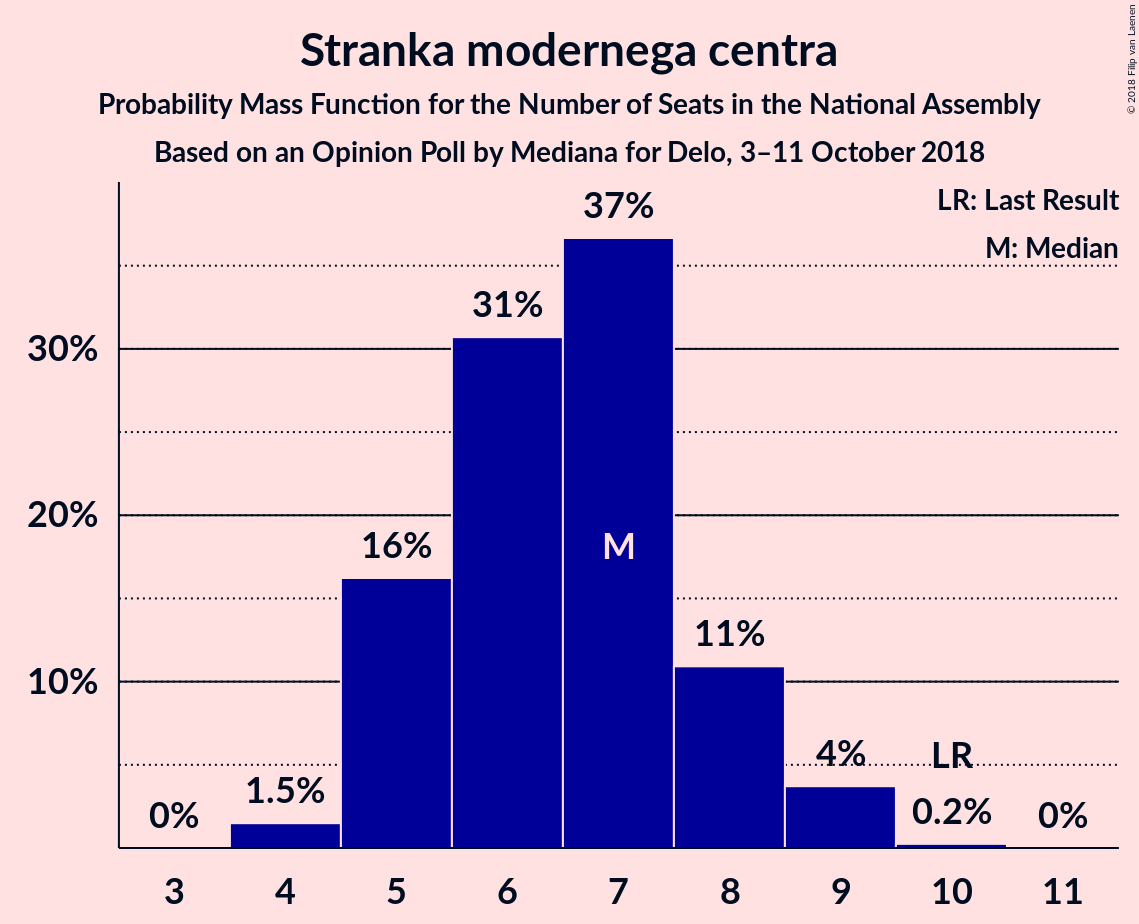 Stranka modernega centra
Probability Mass Function for the Number of Seats in the National Assembly
Based on an Opinion Poll by Mediana for Delo, 3–11 October 2018
© 2018 Filip van Laenen
LR: Last Result
M: Median
37%
31%
30%
20%
16%
M
11%
10%
4%
LR
1.5%
0.2%
0%
0%
3 4 5 6 7 8 9 10 11